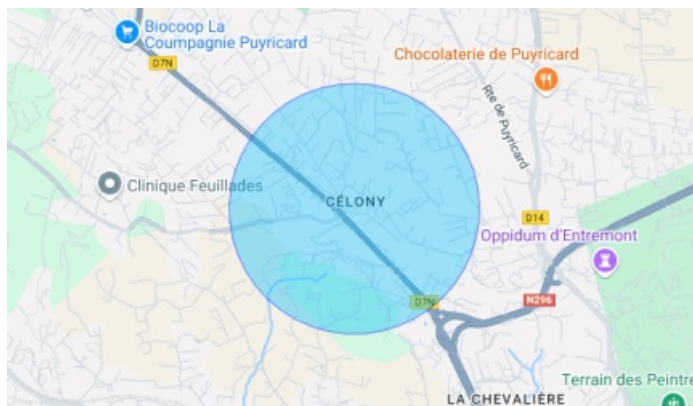 Biocoop La
Coumpagnie Puyricard
D7N
Chocolaterie de Puyricard
Rte de Puyricard
Clinique Feuillades
CÉLONY
D14
Oppidum d'Entremont
D7N
N296
Terrain des Peintre
LA CHEVALIÈRE